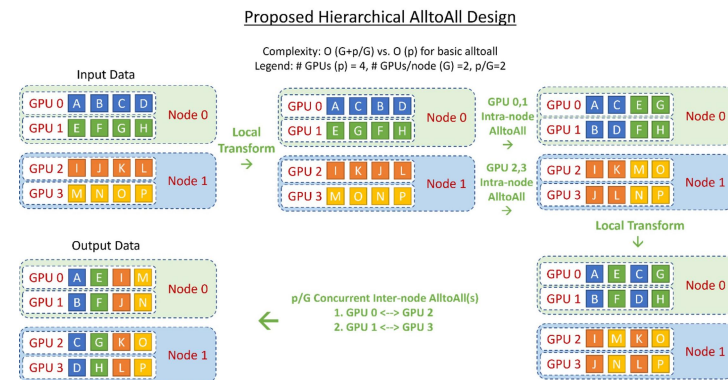 Proposed Hierarchical AlltoAll Design
Complexity: O (G+p/G) vs. O (p) for basic alltoall
Legend: # GPUs (p) = 4, # GPUs/node (G) =2, p/G=2
Input Data
GPU 0 A B C D
Node 0
GPU 1 E F G H
GPU 2 I J K L
Node 1
GPU 3 M N O P
Local
Transform
→
GPU 0 A C B D
Node 0
GPU 1 E G F H
GPU 2 I K J L
Node 1
GPU 3 M O N P
GPU 0,1
Intra-node
AlltoAll
→
GPU 2,3
Intra-node
AlltoAll
→
GPU 0 A C E G
Node 0
GPU 1 B D F H
GPU 2 I K M O
Node 1
GPU 3 J L N P
Local Transform
↓
GPU 0 A E C G
Node 0
GPU 1 B F D H
GPU 2 I M K O
Node 1
GPU 3 J N L P
p/G Concurrent Inter-node AlltoAll(s)
1. GPU 0 <--> GPU 2
2. GPU 1 <--> GPU 3
←
Output Data
GPU 0 A E I M
Node 0
GPU 1 B F J N
GPU 2 C G K O
Node 1
GPU 3 D H L P